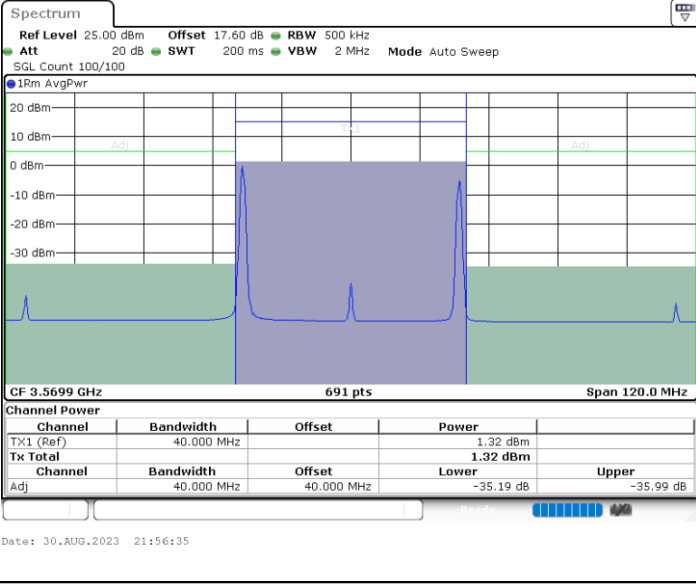 Spectrum
Ref Level 25.00 dBm Offset 17.60 dB RBW 500 kHz
Att 20 dB SWT 200 ms VBW 2 MHz Mode Auto Sweep
SGL Count 100/100
1Rm AvgPwr
20 dBm
TX1
10 dBm
Adj Adj
0 dBm
-10 dBm
-20 dBm
-30 dBm
CF 3.5699 GHz 691 pts Span 120.0 MHz
Channel Power
Channel Bandwidth Offset Power
TX1 (Ref) 40.000 MHz 1.32 dBm
Tx Total 1.32 dBm
Channel Bandwidth Offset Lower Upper
Adj 40.000 MHz 40.000 MHz -35.19 dB -35.99 dB
Ready
Date: 30.AUG.2023 21:56:35